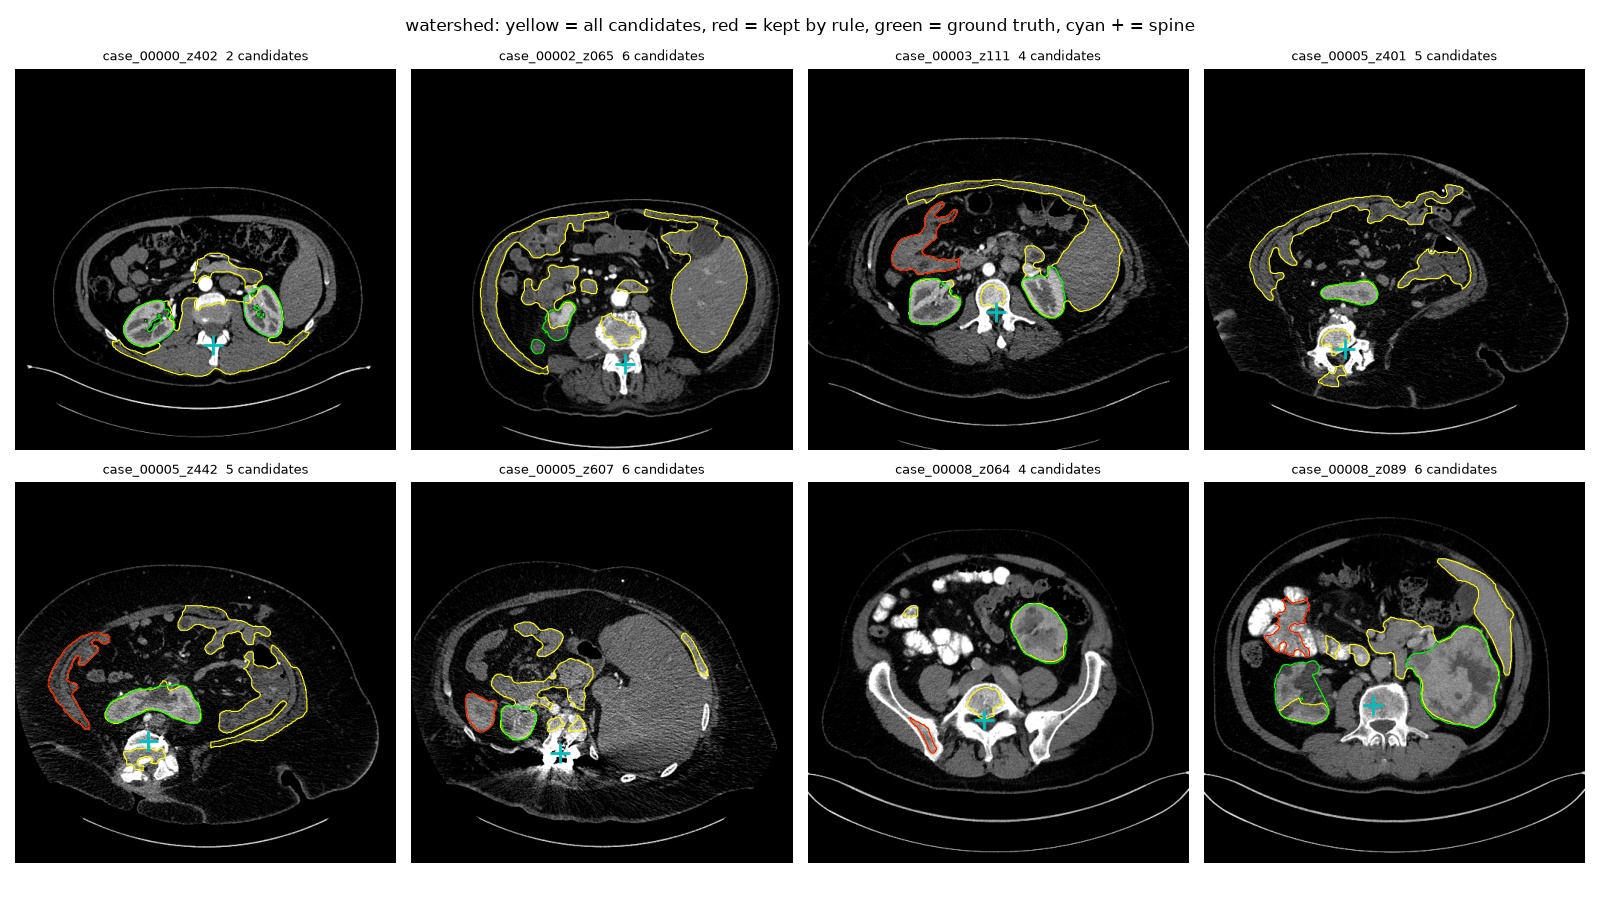 watershed: yellow = all candidates, red = kept by rule, green = ground truth, cyan + = spine
case_00000_z402 2 candidates
case_00002_z065 6 candidates
case_00003_z111 4 candidates
case_00005_z401 5 candidates
case_00005_z442 5 candidates
case_00005_z607 6 candidates
case_00008_z064 4 candidates
case_00008_z089 6 candidates